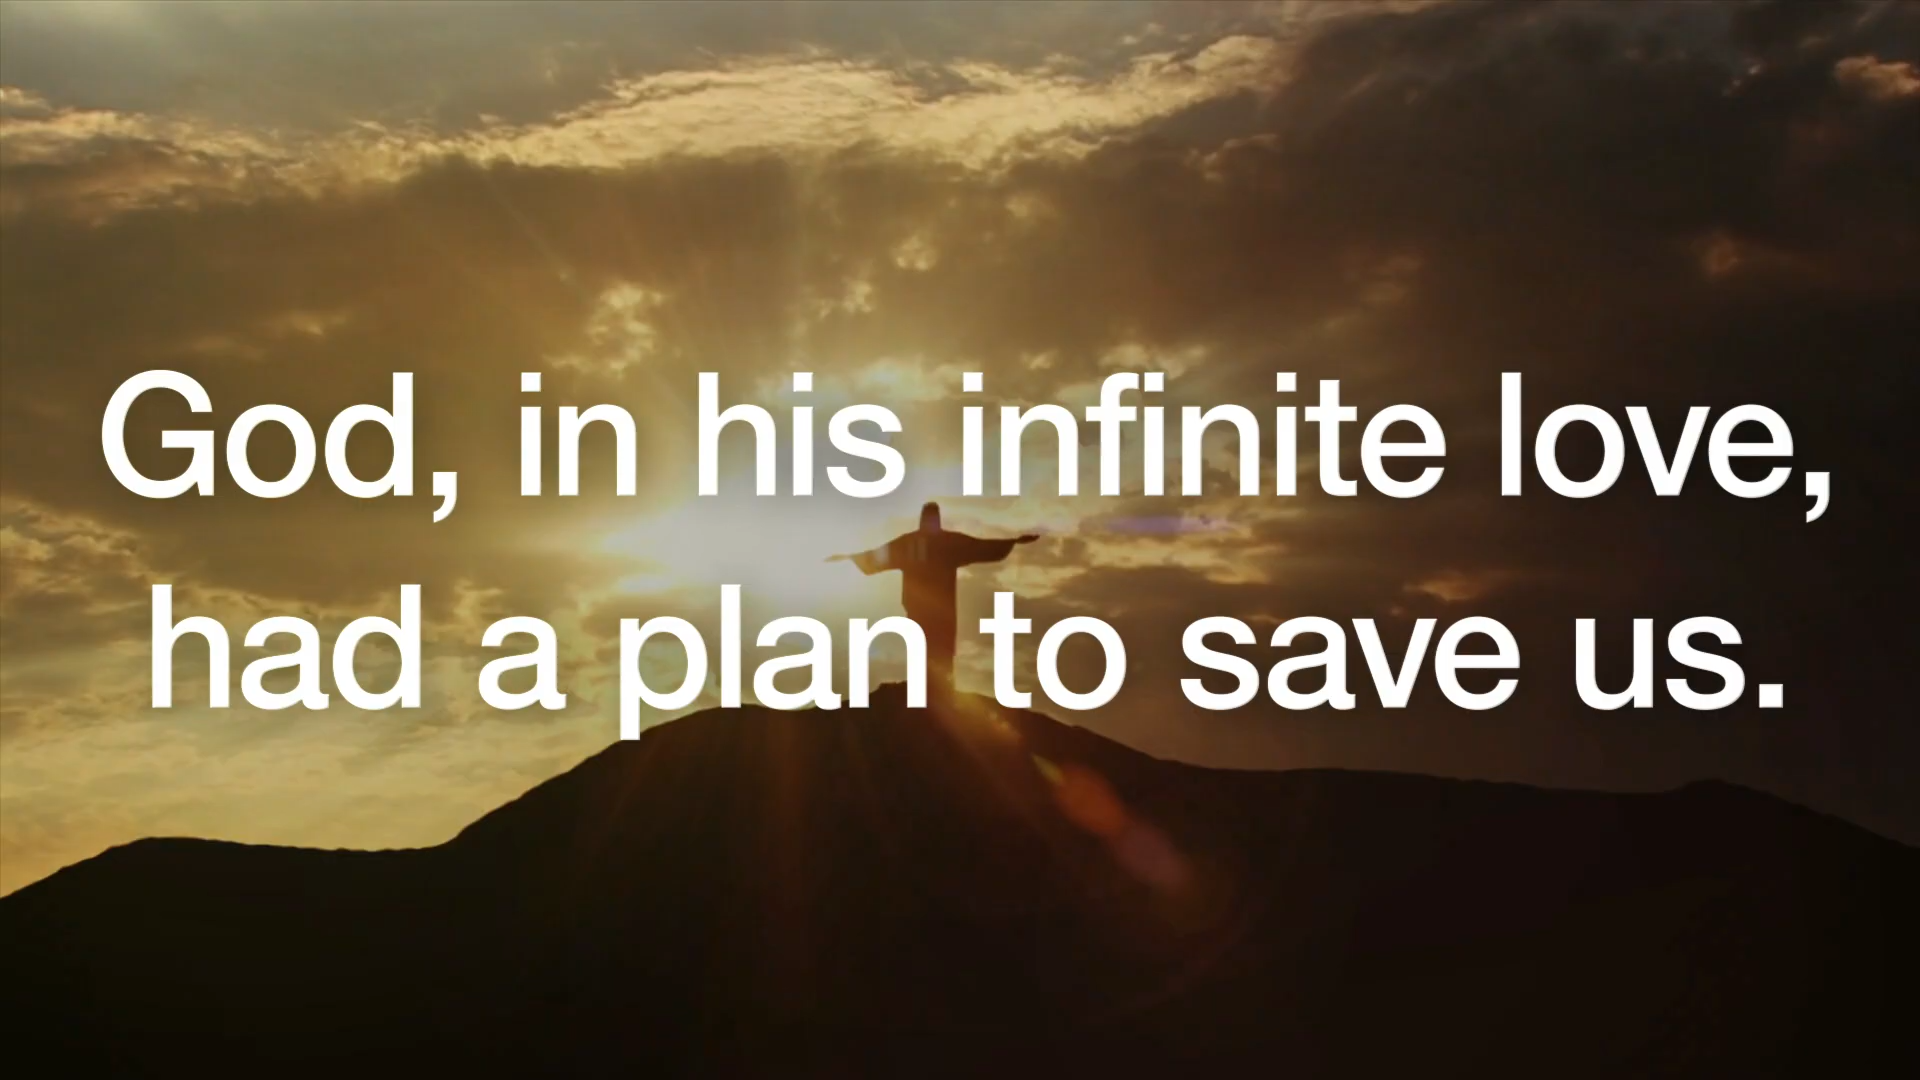 God, in his infinite love,
had a plan to save us.